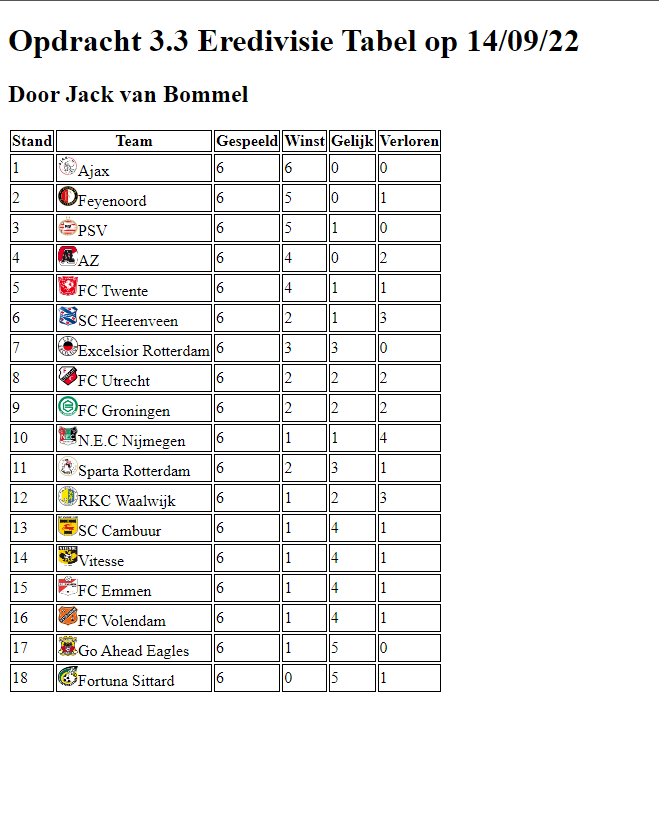 Opdracht 3.3 Eredivisie Tabel op 14/09/22
Door Jack van Bommel
Stand Team Gespeeld Winst Gelijk Verloren
1 Ajax 6 6 0 0
2 Feyenoord 6 5 0 1
3 PSV 6 5 1 0
4 AZ 6 4 0 2
5 FC Twente 6 4 1 1
6 SC Heerenveen 6 2 1 3
7 Excelsior Rotterdam 6 3 3 0
8 FC Utrecht 6 2 2 2
9 FC Groningen 6 2 2 2
10 N.E.C Nijmegen 6 1 1 4
11 Sparta Rotterdam 6 2 3 1
12 RKC Waalwijk 6 1 2 3
13 SC Cambuur 6 1 4 1
14 Vitesse 6 1 4 1
15 FC Emmen 6 1 4 1
16 FC Volendam 6 1 4 1
17 Go Ahead Eagles 6 1 5 0
18 Fortuna Sittard 6 0 5 1